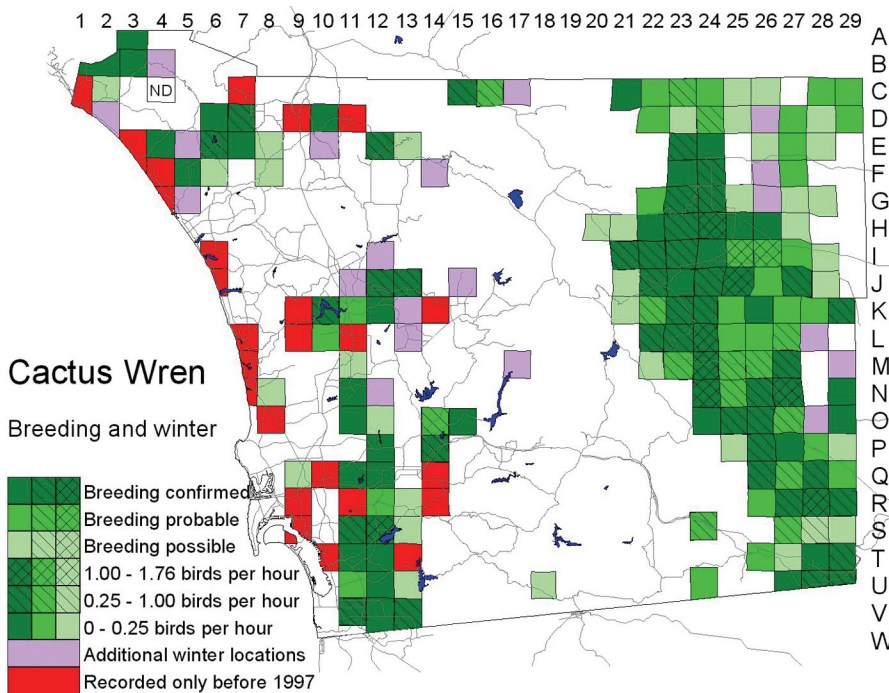 1 2 3 4 5 6 7 8 9 10 11 12 13 14 15 16 17 18 19 20 21 22 23 24 25 26 27 28 29
A
B
C
D
E
F
G
H
I
J
K
L
M
N
O
P
Q
R
S
T
U
V
W
ND
Cactus Wren
Breeding and winter
Breeding confirmed
Breeding probable
Breeding possible
1.00 - 1.76 birds per hour
0.25 - 1.00 birds per hour
0 - 0.25 birds per hour
Additional winter locations
Recorded only before 1997